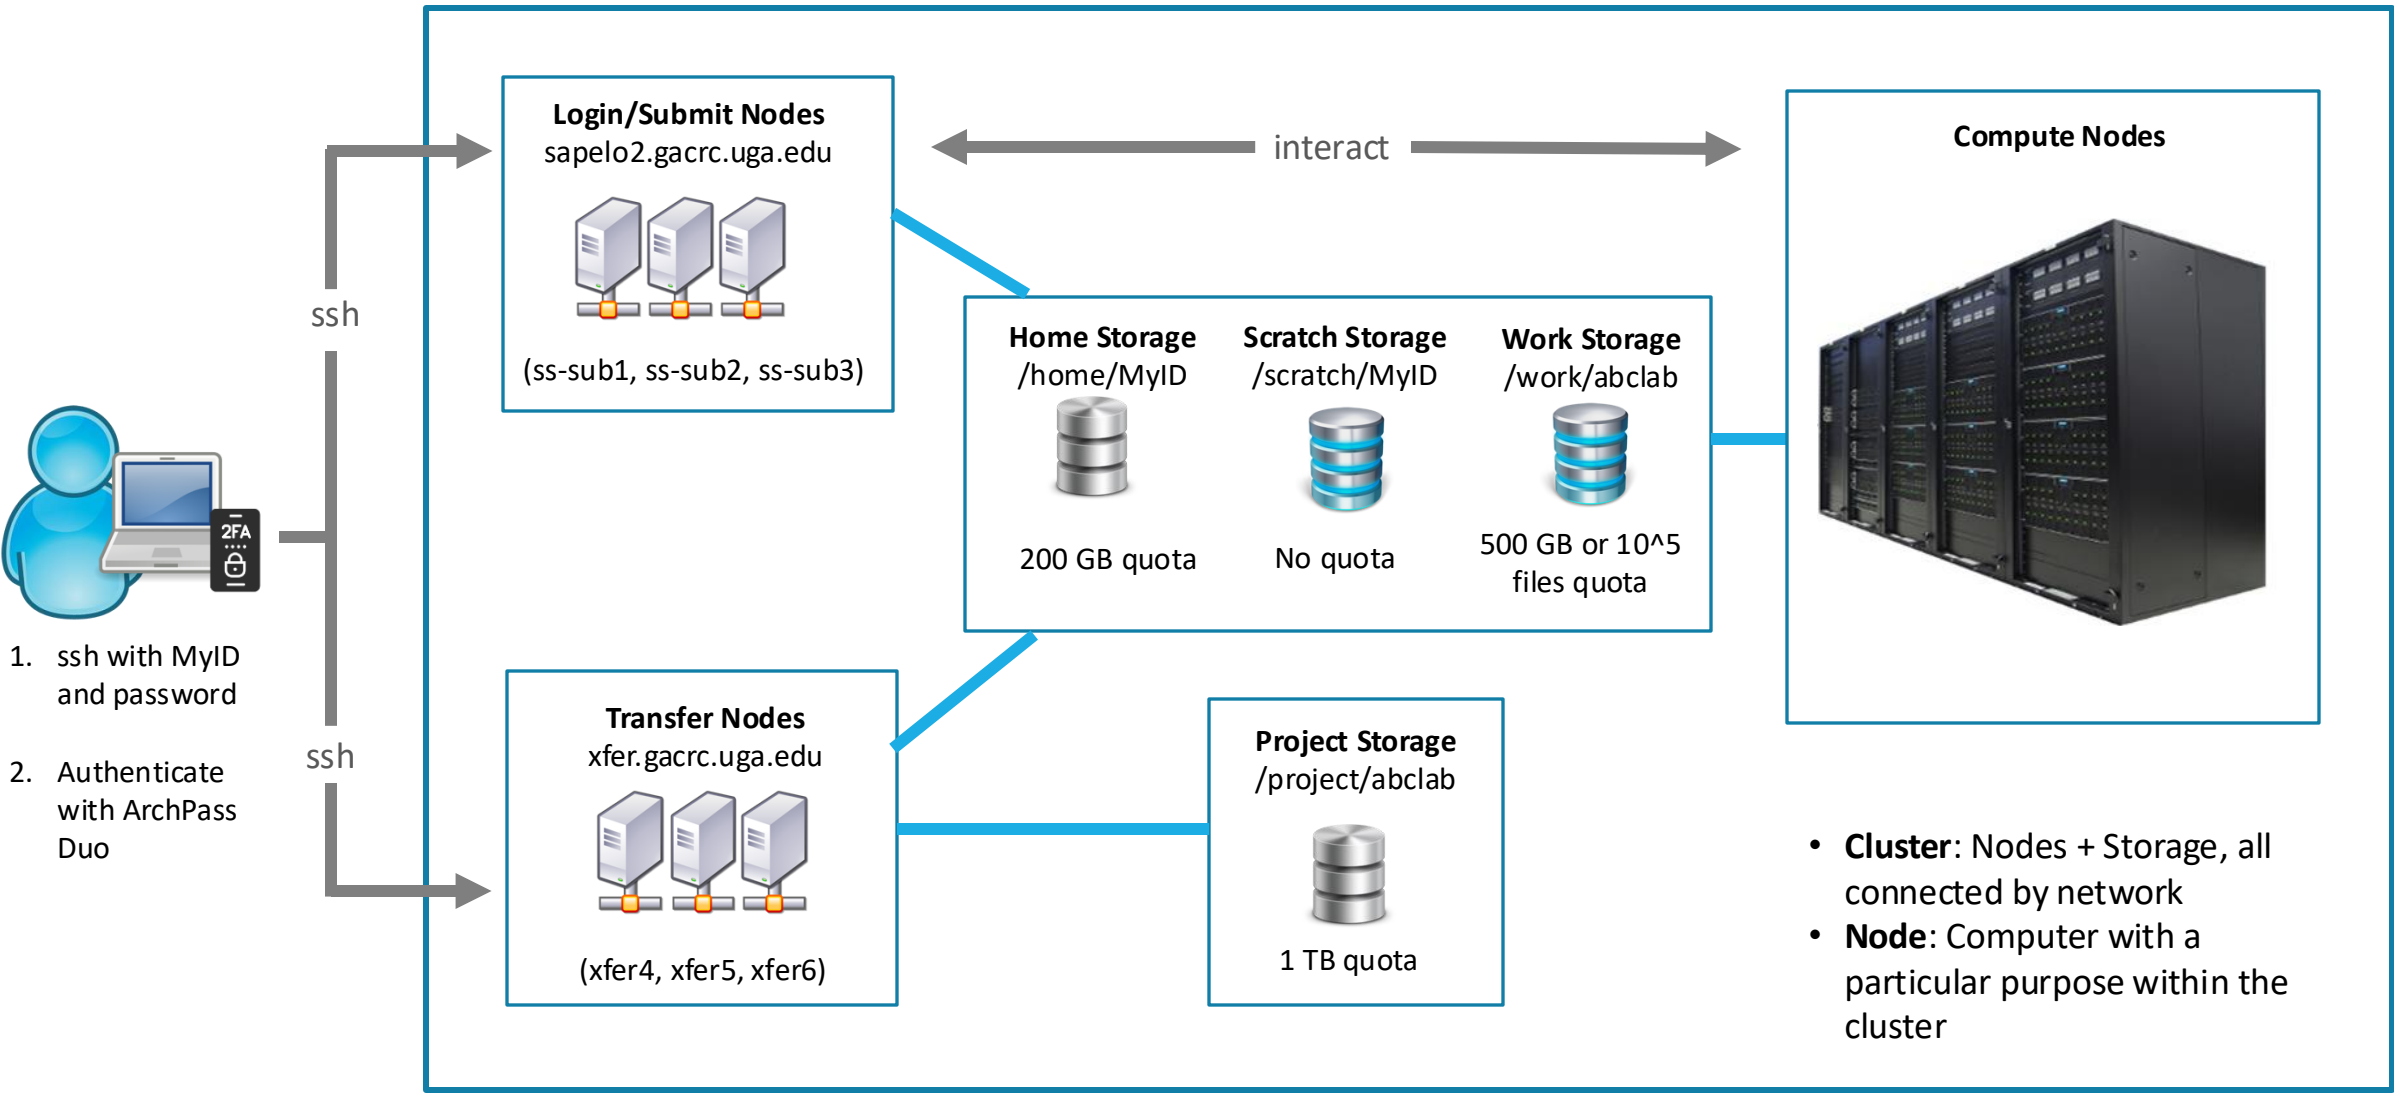 Login/Submit Nodes
sapelo2.gacrc.uga.edu
(ss-sub1, ss-sub2, ss-sub3)
interact
Compute Nodes
ssh
Home Storage
/home/MyID
200 GB quota
Scratch Storage
/scratch/MyID
No quota
Work Storage
/work/abclab
500 GB or 10^5
files quota
2FA
1. ssh with MyID
and password
2. Authenticate
with ArchPass
Duo
ssh
Transfer Nodes
xfer.gacrc.uga.edu
(xfer4, xfer5, xfer6)
Project Storage
/project/abclab
1 TB quota
• Cluster: Nodes + Storage, all
connected by network
• Node: Computer with a
particular purpose within the
cluster